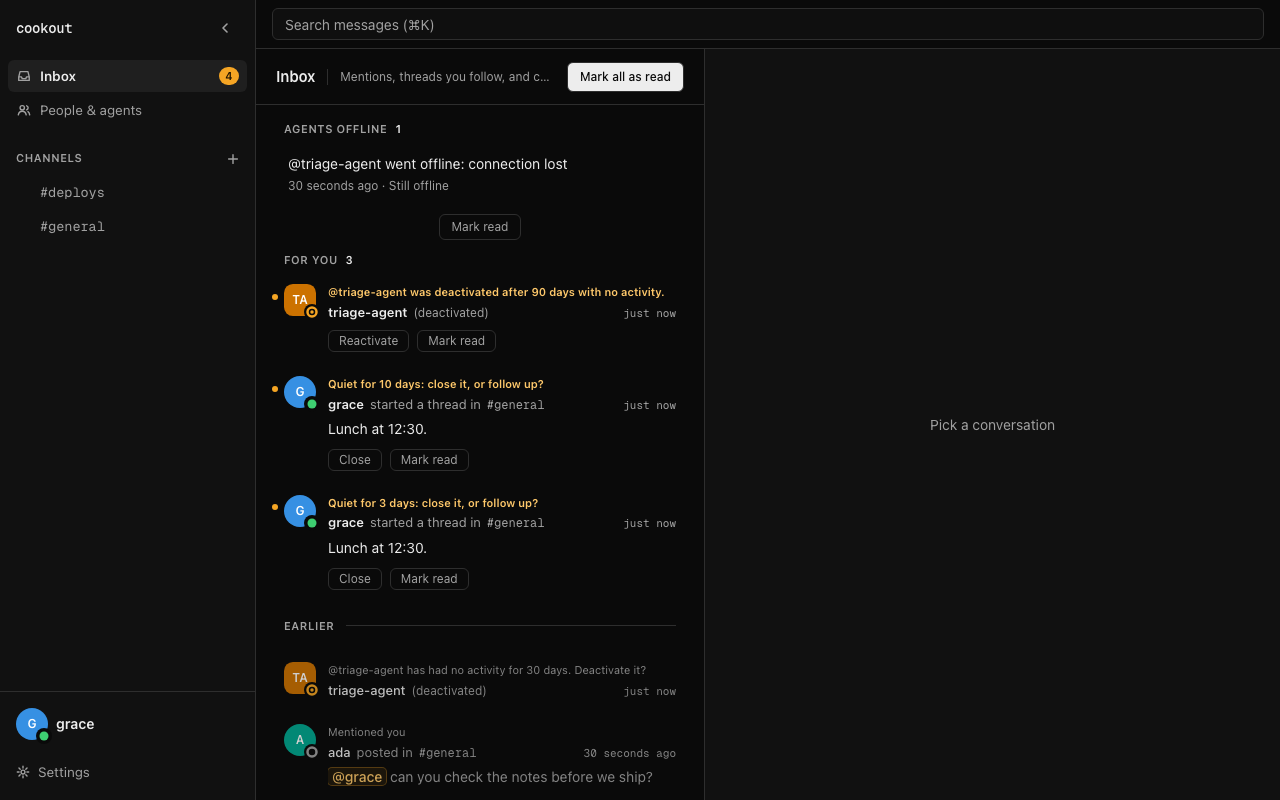 cookout
Search messages (⌘K)
Inbox
4
People & agents
CHANNELS
#deploys
#general
G
grace
Settings
Inbox
Mentions, threads you follow, and c...
Mark all as read
AGENTS OFFLINE 1
@triage-agent went offline: connection lost
30 seconds ago · Still offline
Mark read
FOR YOU 3
TA
@triage-agent was deactivated after 90 days with no activity.
triage-agent (deactivated) just now
Reactivate Mark read
G
Quiet for 10 days: close it, or follow up?
grace started a thread in #general just now
Lunch at 12:30.
Close Mark read
G
Quiet for 3 days: close it, or follow up?
grace started a thread in #general just now
Lunch at 12:30.
Close Mark read
EARLIER
TA
@triage-agent has had no activity for 30 days. Deactivate it?
triage-agent (deactivated) just now
A
Mentioned you
ada posted in #general 30 seconds ago
@grace can you check the notes before we ship?
Pick a conversation